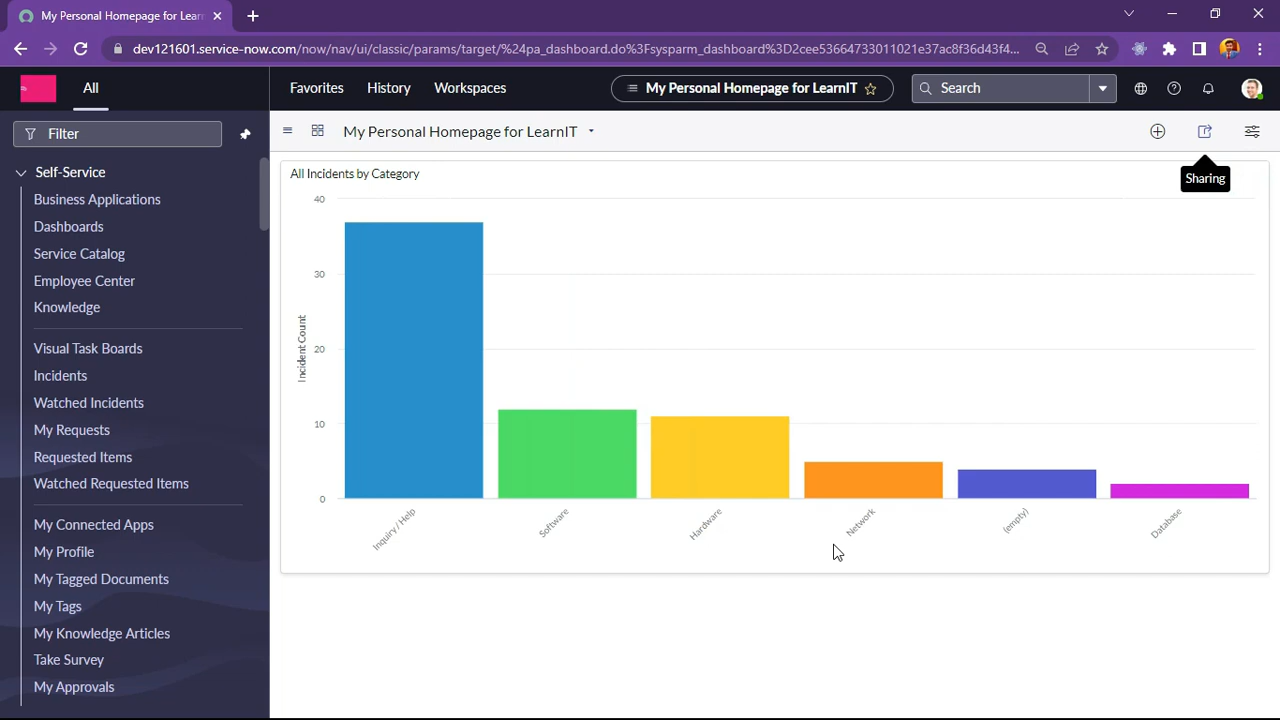 My Personal Homepage for Learn
dev121601.service-now.com/now/nav/ui/classic/params/target/%24pa_dashboard.do%3Fsysparm_dashboard%3D2cee53664733011021e37ac8f36d43f4...
All
Favorites
History
Workspaces
My Personal Homepage for LearnIT
Search
Filter
My Personal Homepage for LearnIT
Sharing
Self-Service
Business Applications
Dashboards
Service Catalog
Employee Center
Knowledge
Visual Task Boards
Incidents
Watched Incidents
My Requests
Requested Items
Watched Requested Items
My Connected Apps
My Profile
My Tagged Documents
My Tags
My Knowledge Articles
Take Survey
My Approvals
All Incidents by Category
40
30
20
10
0
Incident Count
Inquiry / Help
Software
Hardware
Network
(empty)
Database